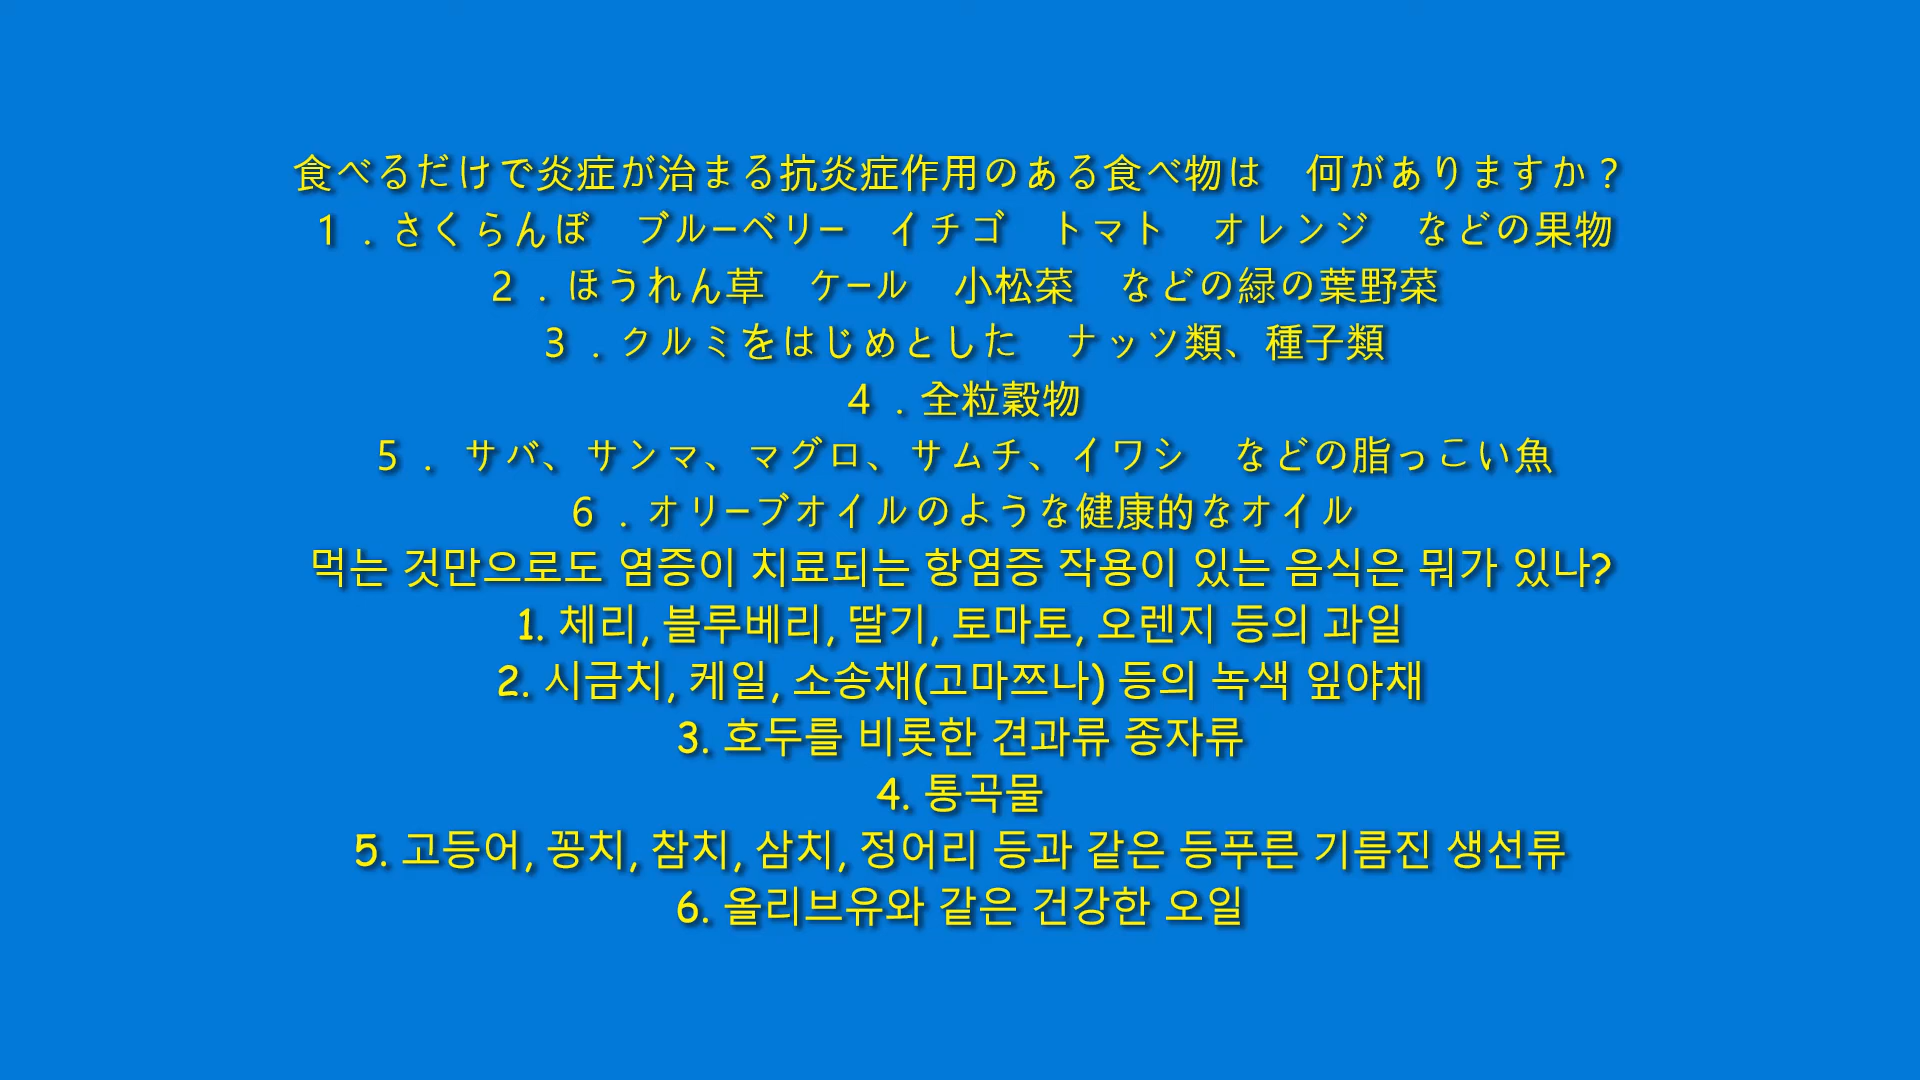 食べるだけで炎症が治まる抗炎症作用のある食べ物は　何がありますか？
１．さくらんぼ　ブルーベリー　イチゴ　トマト　オレンジ　などの果物
２．ほうれん草　ケール　小松菜　などの緑の葉野菜
３．クルミをはじめとした　ナッツ類、種子類
４．全粒穀物
５． サバ、サンマ、マグロ、サムチ、イワシ　などの脂っこい魚
６．オリーブオイルのような健康的なオイル
먹는 것만으로도 염증이 치료되는 항염증 작용이 있는 음식은 뭐가 있나?
1. 체리, 블루베리, 딸기, 토마토, 오렌지 등의 과일
2. 시금치, 케일, 소송채(고마쯔나) 등의 녹색 잎야채
3. 호두를 비롯한 견과류 종자류
4. 통곡물
5. 고등어, 꽁치, 참치, 삼치, 정어리 등과 같은 등푸른 기름진 생선류
6. 올리브유와 같은 건강한 오일